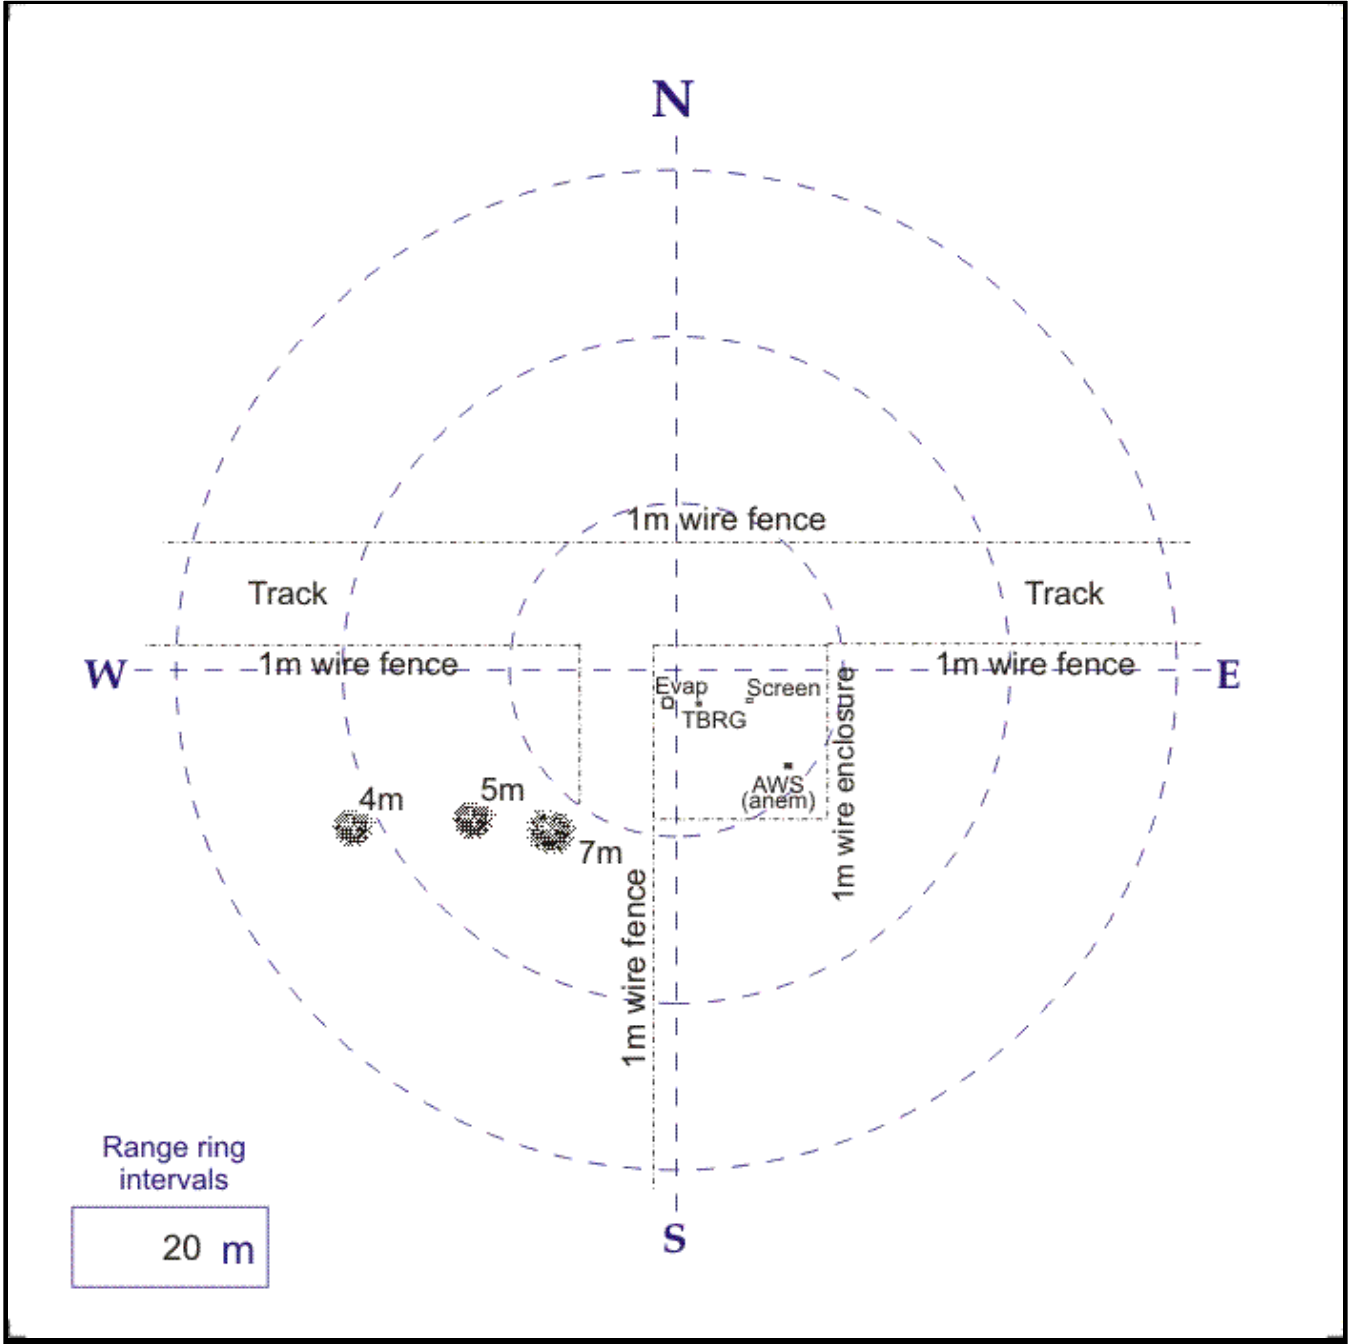 N
1m wire fence
Track
Track
1m wire fence
1m wire fence
W
E
Evap
Screen
TBRG
1m wire enclosure
AWS
(anem)
4m
5m
7m
1m wire fence
Range ring
intervals
20 m
S